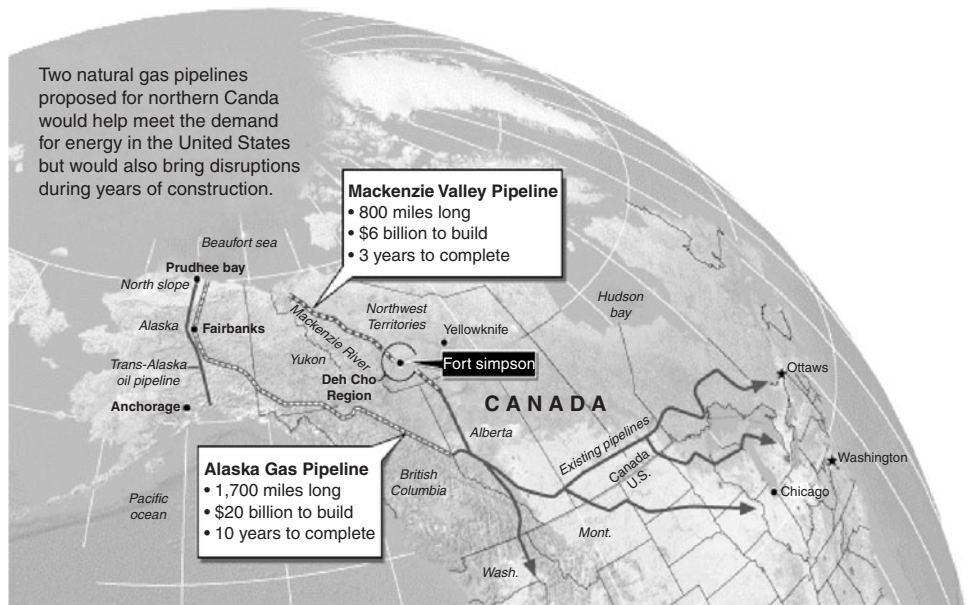 Two natural gas pipelines
proposed for northern Canda
would help meet the demand
for energy in the United States
but would also bring disruptions
during years of construction.
Mackenzie Valley Pipeline
• 800 miles long
• $6 billion to build
• 3 years to complete
Beaufort sea
Prudhee bay
North slope
Alaska
Fairbanks
Trans-Alaska
oil pipeline
Anchorage
Mackenzie River
Northwest
Territories
Yukon
Yellowknife
Fort simpson
Deh Cho
Region
Hudson
bay
CANADA
Alberta
Existing pipelines
Canada
U.S.
Ottaws
Washington
Chicago
Alaska Gas Pipeline
• 1,700 miles long
• $20 billion to build
• 10 years to complete
British
Columbia
Pacific
ocean
Mont.
Wash.